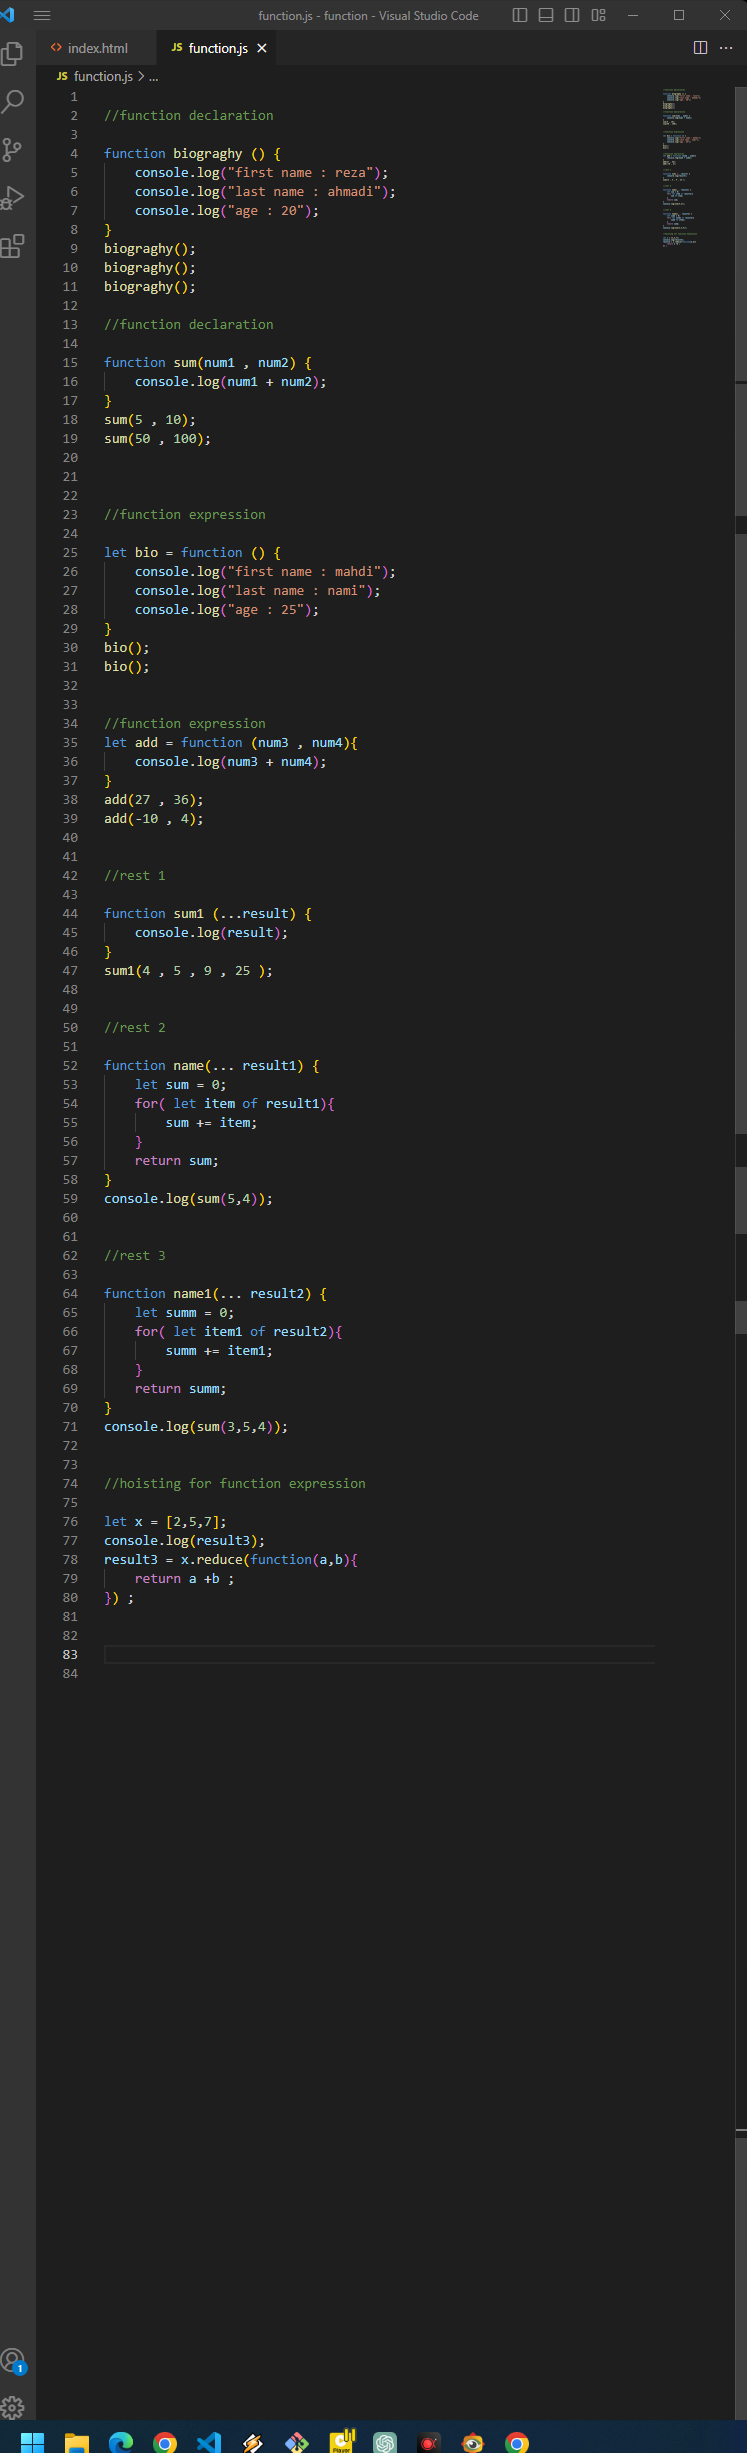 function.js - function - Visual Studio Code
index.html
JS function.js
JS function.js > ...
1
2 //function declaration
3
4 function biograghy () {
5 console.log("first name : reza");
6 console.log("last name : ahmadi");
7 console.log("age : 20");
8 }
9 biograghy();
10 biograghy();
11 biograghy();
12
13 //function declaration
14
15 function sum(num1 , num2) {
16 console.log(num1 + num2);
17 }
18 sum(5 , 10);
19 sum(50 , 100);
20
21
22
23 //function expression
24
25 let bio = function () {
26 console.log("first name : mahdi");
27 console.log("last name : nami");
28 console.log("age : 25");
29 }
30 bio();
31 bio();
32
33
34 //function expression
35 let add = function (num3 , num4){
36 console.log(num3 + num4);
37 }
38 add(27 , 36);
39 add(-10 , 4);
40
41
42 //rest 1
43
44 function sum1 (...result) {
45 console.log(result);
46 }
47 sum1(4 , 5 , 9 , 25 );
48
49
50 //rest 2
51
52 function name(... result1) {
53 let sum = 0;
54 for( let item of result1){
55 sum += item;
56 }
57 return sum;
58 }
59 console.log(sum(5,4));
60
61
62 //rest 3
63
64 function name1(... result2) {
65 let summ = 0;
66 for( let item1 of result2){
67 summ += item1;
68 }
69 return summ;
70 }
71 console.log(sum(3,5,4));
72
73
74 //hoisting for function expression
75
76 let x = [2,5,7];
77 console.log(result3);
78 result3 = x.reduce(function(a,b){
79 return a +b ;
80 }) ;
81
82
83
84
1
Player